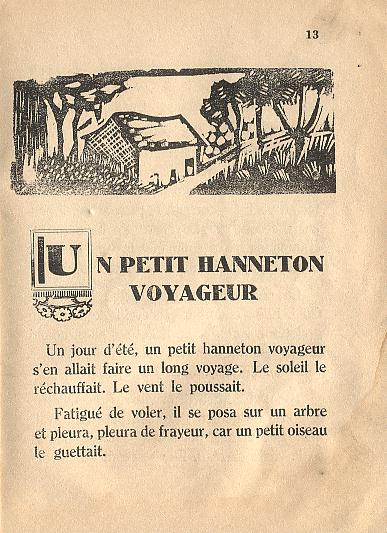 13
UN PETIT HANNETON
VOYAGEUR
Un jour d'été, un petit hanneton voyageur
s'en allait faire un long voyage. Le soleil le
réchauffait. Le vent le poussait.
Fatigué de voler, il se posa sur un arbre
et pleura, pleura de frayeur, car un petit oiseau
le guettait.